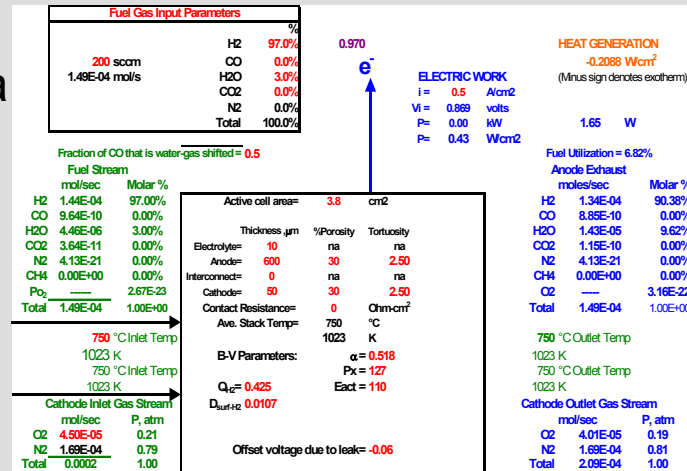 Fuel Gas Input Parameters
%
H2 97.0% 0.970 HEAT GENERATION
200 sccm CO 0.0% e- -0.2088 W/cm2
1.49E-04 mol/s H2O 3.0% ELECTRIC WORK (Minus sign denotes exotherm)
CO2 0.0% i = 0.5 A/cm2
N2 0.0% Vi = 0.869 volts
Total 100.0% P= 0.00 kW 1.65 W
P= 0.43 W/cm2
a
Fraction of CO that is water-gas shifted = 0.5 Fuel Utilization = 6.82%
Fuel Stream Anode Exhaust
mol/sec Molar % moles/sec Molar %
H2 1.44E-04 97.00% Active cell area= 3.8 cm2 H2 1.34E-04 90.38%
CO 9.64E-10 0.00% CO 8.85E-10 0.00%
H2O 4.46E-06 3.00% Thickness ,μm %Porosity Tortuosity H2O 1.43E-05 9.62%
CO2 3.64E-11 0.00% Electrolyte= 10 na na CO2 1.15E-10 0.00%
N2 4.13E-21 0.00% Anode= 600 30 2.50 N2 4.13E-21 0.00%
CH4 0.00E+00 0.00% Interconnect= 0 na na CH4 0.00E+00 0.00%
Po2 ----- 2.67E-23 Cathode= 50 30 2.50 O2 ----- 3.16E-22
Total 1.49E-04 1.00E+00 Contact Resistance= 0 Ohm-cm2 Total 1.49E-04 1.00E+00
Ave. Stack Temp= 750 °C
750 °C Inlet Temp 1023 K 750 °C Outlet Temp
1023 K B-V Parameters: α = 0.518 1023 K
750 °C Inlet Temp Px = 127 750 °C Outlet Temp
1023 K QH2= 0.425 Eact = 110 1023 K
Cathode Inlet Gas Stream Dsurf-H2 0.0107 Cathode Outlet Gas Stream
mol/sec P, atm mol/sec P, atm
O2 4.50E-05 0.21 O2 4.01E-05 0.19
N2 1.69E-04 0.79 Offset voltage due to leak= -0.06 N2 1.69E-04 0.81
Total 0.0002 1.00 Total 2.09E-04 1.00